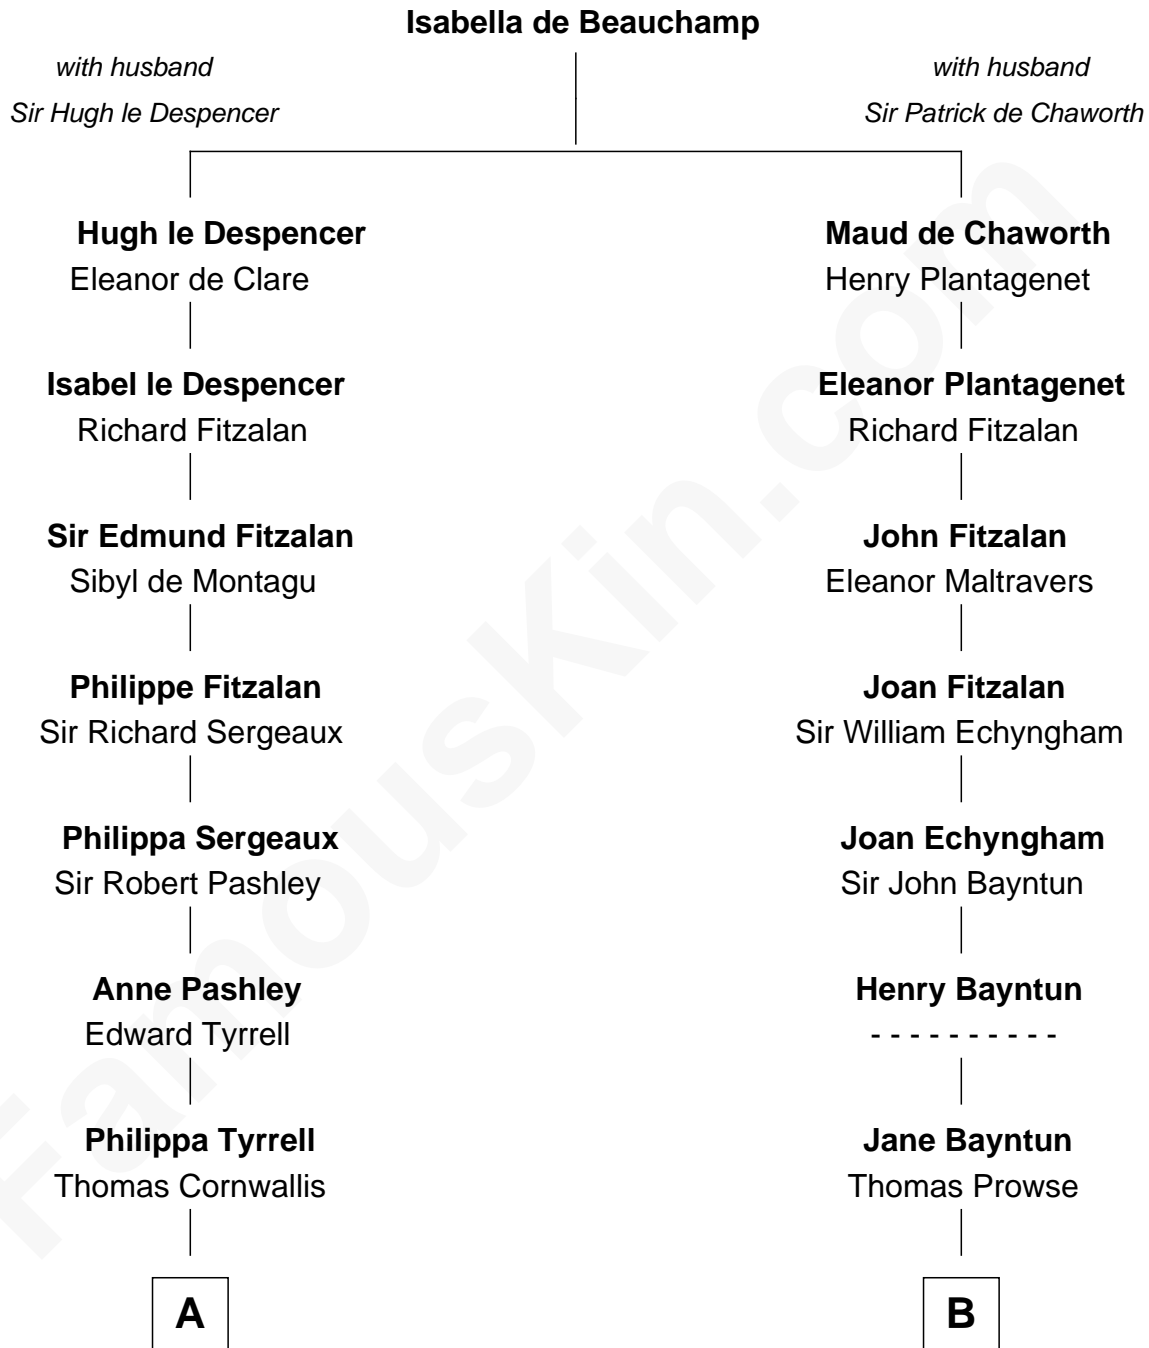 Isabella de Beauchamp
with husband
Sir Hugh le Despencer
with husband
Sir Patrick de Chaworth
Hugh le Despencer
Eleanor de Clare
Maud de Chaworth
Henry Plantagenet
Isabel le Despencer
Richard Fitzalan
Eleanor Plantagenet
Richard Fitzalan
Sir Edmund Fitzalan
Sibyl de Montagu
John Fitzalan
Eleanor Maltravers
Philippe Fitzalan
Sir Richard Sergeaux
Joan Fitzalan
Sir William Echyngham
Philippa Sergeaux
Sir Robert Pashley
Joan Echyngham
Sir John Bayntun
Anne Pashley
Edward Tyrrell
Henry Bayntun
- - - - - - - - - -
Philippa Tyrrell
Thomas Cornwallis
Jane Bayntun
Thomas Prowse
A
B
FamousKin.com